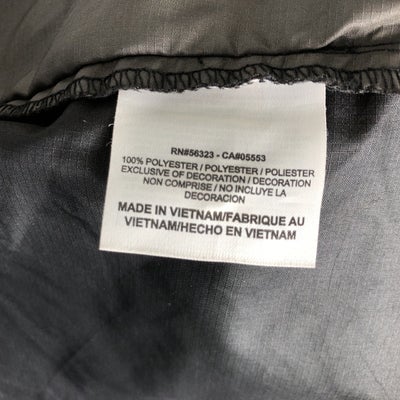 RN#56323 - CA#05553
100% POLYESTER / POLYESTER / POLIESTER
EXCLUSIVE OF DECORATION / DECORATION
NON COMPRISE / NO INCLUYE LA
DECORACION
MADE IN VIETNAM/FABRIQUE AU
VIETNAM/HECHO EN VIETNAM